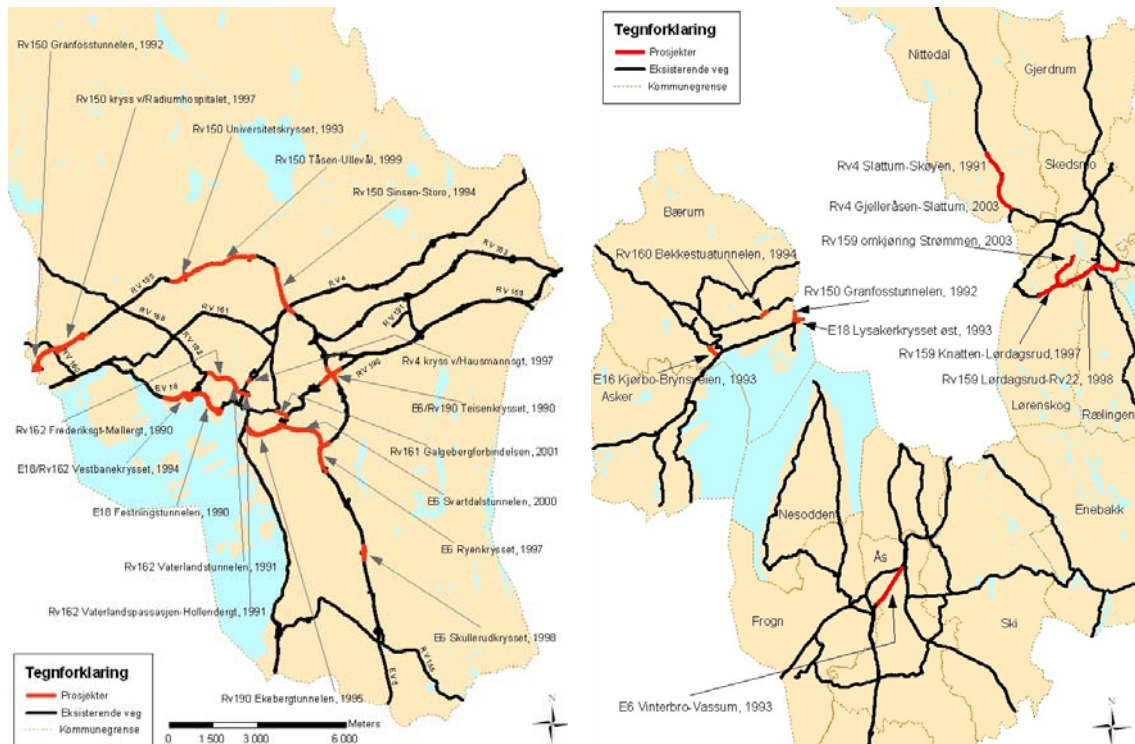 Rv150 Granfosstunnelen, 1992
Rv150 kryss v/Radiumhospitalet, 1997
Rv150 Universitetskrysset, 1993
Rv150 Tåsen-Ullevål, 1999
Rv150 Sinsen-Storo, 1994
RV 150
RV 4
RV 163
RV 159
RV 191
RV 168
RV 161
RV 160
RV 162
RV 190
EV 18
Rv4 kryss v/Hausmannsgt, 1997
E6/Rv190 Teisenkrysset, 1990
Rv162 Frederiksgt-Møllergt, 1990
Rv161 Galgebergforbindelsen, 2001
E18/Rv162 Vestbanekrysset, 1994
E6 Svartdalstunnelen, 2000
E18 Festningstunnelen, 1990
E6 Ryenkrysset, 1997
Rv162 Vaterlandstunnelen, 1991
Rv162 Vaterlandspassasjen-Hollendergt, 1991
E6 Skullerudkrysset, 1998
RV 155
EV 6
Rv190 Ekebergtunnelen, 1995
Tegnforklaring
Prosjekter
Eksisterende veg
Kommunegrense
Meters
0 1 500 3 000 6 000
N
Tegnforklaring
Prosjekter
Eksisterende veg
Kommunegrense
Nittedal
Gjerdrum
Rv4 Slattum-Skøyen, 1991
Skedsmo
Rv4 Gjelleråsen-Slattum, 2003
Bærum
Rv159 omkjøring Strømmen, 2003
Rv160 Bekkestuatunnelen, 1994
Rv150 Granfosstunnelen, 1992
E18 Lysakerkrysset øst, 1993
Rv159 Knatten-Lørdagsrud, 1997
E16 Kjørbo-Brynsveien, 1993
Rv159 Lørdagsrud-Rv22, 1998
Asker
Lørenskog
Rælingen
Nesodden
Enebakk
Ås
Frogn
Ski
E6 Vinterbro-Vassum, 1993
N